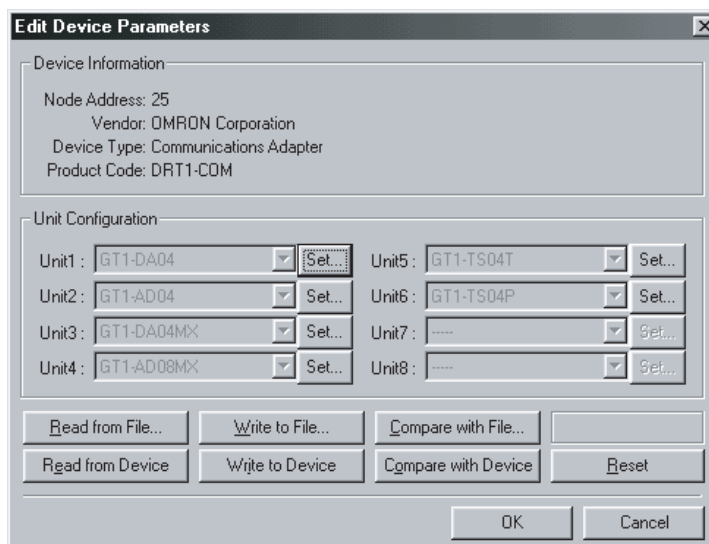 Edit Device Parameters
Device Information
Node Address: 25
Vendor: OMRON Corporation
Device Type: Communications Adapter
Product Code: DRT1-COM
Unit Configuration
Unit1 : GT1-DA04 Set... Unit5 : GT1-TS04T Set...
Unit2 : GT1-AD04 Set... Unit6 : GT1-TS04P Set...
Unit3 : GT1-DA04MX Set... Unit7 : ----- Set...
Unit4 : GT1-AD08MX Set... Unit8 : ----- Set...
Read from File... Write to File... Compare with File...
Read from Device Write to Device Compare with Device Reset
OK Cancel